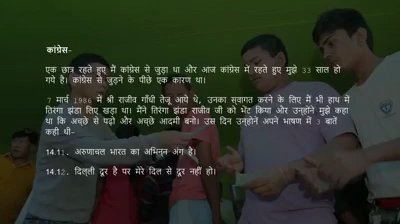 कांग्रेस–
एक छात्र रहते हुए मैं कांग्रेस से जुड़ा था और आज कांग्रेस में रहते हुए मुझे 33 साल हो
गये है। कांग्रेस से जुड़ने के पीछे एक कारण था।
7 मार्च 1986 में श्री राजीव गाँधी तेजू आये थे, उनका स्वागत करने के लिए मैं भी हाथ में
तिरंगा झंडा लिए खड़ा था। मैंने तिरंगा झंडा राजीव जी को भेंट किया और उन्होंने मुझे कहा
था कि अच्छे से पढ़ो और अच्छे आदमी बनो। उस दिन उन्होंने अपने भाषण में 3 बातें
कही थी–
14.11. अरुणाचल भारत का अभिन्न अंग है।
14.12. दिल्ली दूर है पर मेरे दिल से दूर नहीं हो।